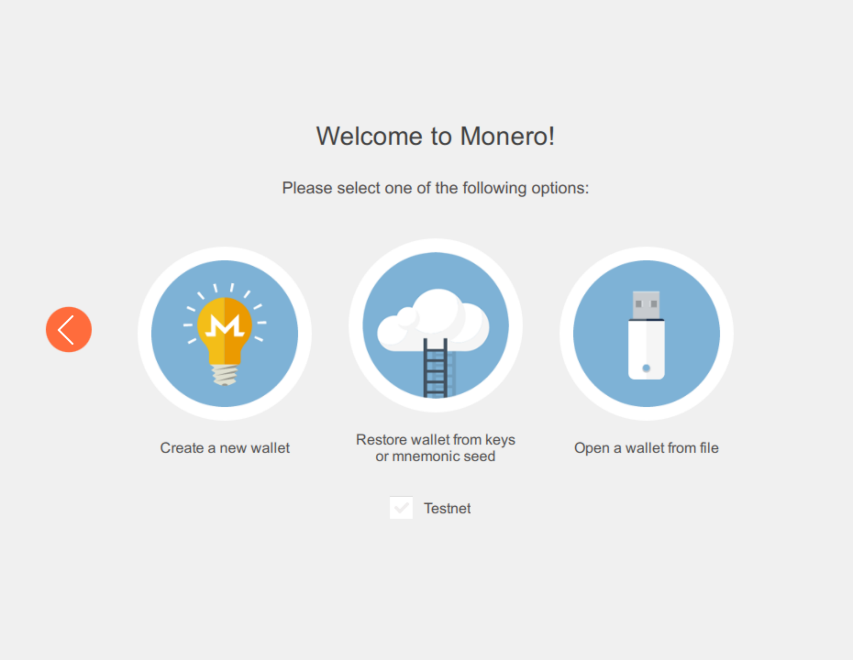 Welcome to Monero!
Please select one of the following options:
Create a new wallet
Restore wallet from keys
or mnemonic seed
Open a wallet from file
Testnet